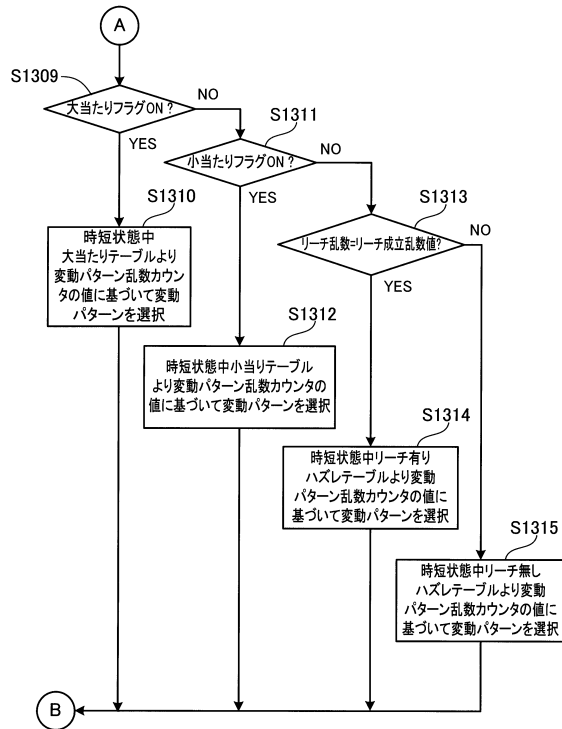 A
S1309
大当たりフラグON？
NO
YES
S1311
小当たりフラグON？
NO
YES
S1310
時短状態中
大当たりテーブルより
変動パターン乱数カウン
タの値に基づいて変動
パターンを選択
S1313
リーチ乱数=リーチ成立乱数値?
NO
YES
S1312
時短状態中小当りテーブル
より変動パターン乱数カウンタの
値に基づいて変動パターンを選択
S1314
時短状態中リーチ有り
ハズレテーブルより変動
パターン乱数カウンタの値に
基づいて変動パターンを選択
S1315
時短状態中リーチ無し
ハズレテーブルより変動
パターン乱数カウンタの値に
基づいて変動パターンを選択
B